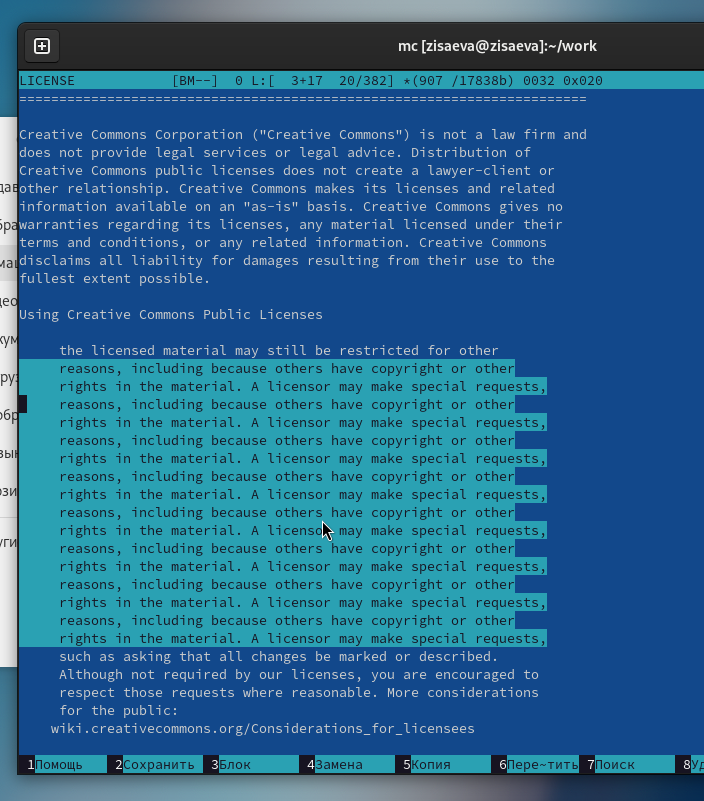 mc [zisaeva@zisaeva]:~/work
LICENSE [BM--] 0 L:[ 3+17 20/382] *(907 /17838b) 0032 0x020
=======================================================================
Creative Commons Corporation ("Creative Commons") is not a law firm and
does not provide legal services or legal advice. Distribution of
Creative Commons public licenses does not create a lawyer-client or
other relationship. Creative Commons makes its licenses and related
information available on an "as-is" basis. Creative Commons gives no
warranties regarding its licenses, any material licensed under their
terms and conditions, or any related information. Creative Commons
disclaims all liability for damages resulting from their use to the
fullest extent possible.
Using Creative Commons Public Licenses
the licensed material may still be restricted for other
reasons, including because others have copyright or other
rights in the material. A licensor may make special requests,
reasons, including because others have copyright or other
rights in the material. A licensor may make special requests,
reasons, including because others have copyright or other
rights in the material. A licensor may make special requests,
reasons, including because others have copyright or other
rights in the material. A licensor may make special requests,
reasons, including because others have copyright or other
rights in the material. A licensor may make special requests,
reasons, including because others have copyright or other
rights in the material. A licensor may make special requests,
reasons, including because others have copyright or other
rights in the material. A licensor may make special requests,
reasons, including because others have copyright or other
rights in the material. A licensor may make special requests,
such as asking that all changes be marked or described.
Although not required by our licenses, you are encouraged to
respect those requests where reasonable. More considerations
for the public:
wiki.creativecommons.org/Considerations_for_licensees
1Помощь 2Сохранить 3Блок 4Замена 5Копия 6Пере~тить 7Поиск 8